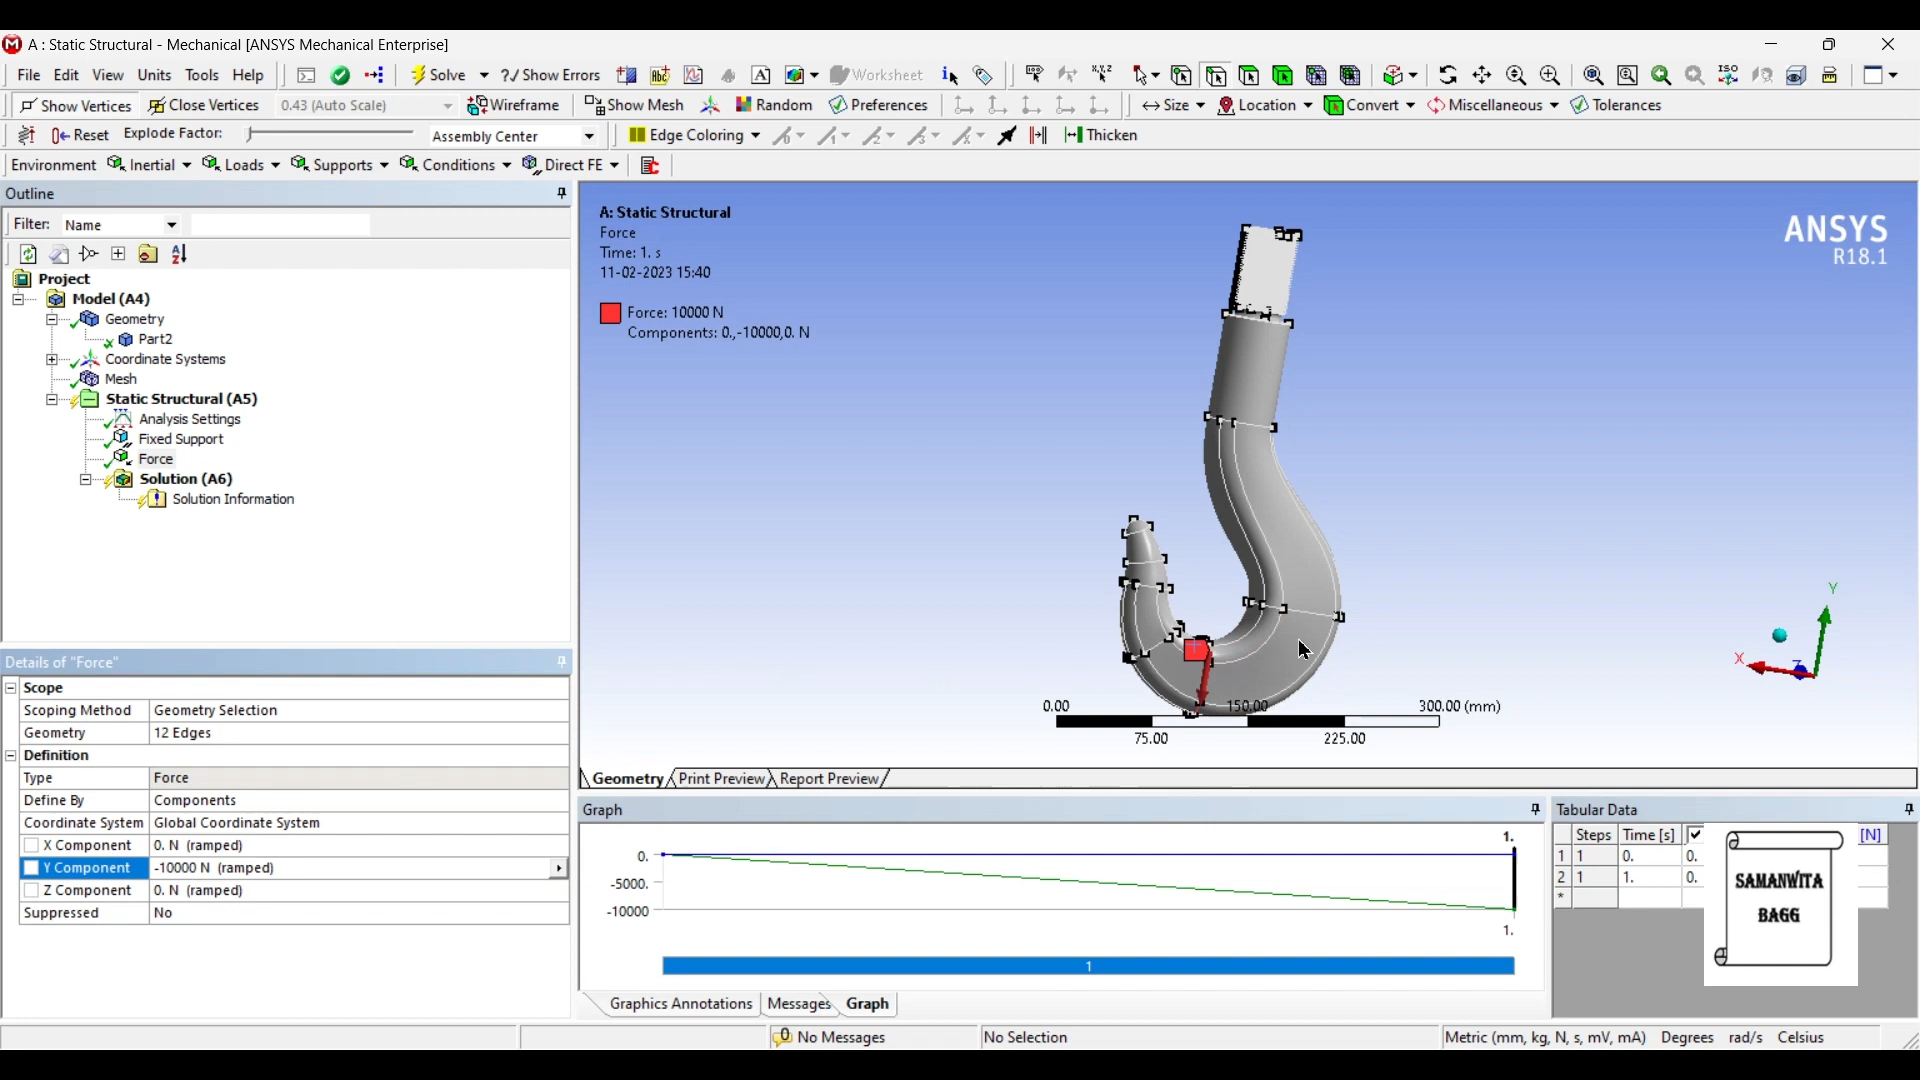 A : Static Structural - Mechanical [ANSYS Mechanical Enterprise]
File Edit View Units Tools Help Solve ?/ Show Errors Worksheet
Show Vertices Close Vertices 0.43 (Auto Scale) Wireframe Show Mesh Random Preferences Size Location Convert Miscellaneous Tolerances
Reset Explode Factor: Assembly Center Edge Coloring Thicken
Environment Inertial Loads Supports Conditions Direct FE
Outline
Filter: Name
Project
Model (A4)
Geometry
Part2
Coordinate Systems
Mesh
Static Structural (A5)
Analysis Settings
Fixed Support
Force
Solution (A6)
Solution Information
Details of "Force"
Scope
Scoping Method Geometry Selection
Geometry 12 Edges
Definition
Type Force
Define By Components
Coordinate System Global Coordinate System
X Component 0. N (ramped)
Y Component -10000 N (ramped)
Z Component 0. N (ramped)
Suppressed No
A: Static Structural
Force
Time: 1. s
11-02-2023 15:40
Force: 10000 N
Components: 0.,-10000,0. N
ANSYS
R18.1
Y
X
Z
0.00 150.00 300.00 (mm)
75.00 225.00
Geometry Print Preview Report Preview
Graph
1.
0.
-5000.
-10000
1.
1
Graphics Annotations Messages Graph
Tabular Data
Steps Time [s] [N]
1 1 0. 0.
2 1 1. 0.
*
SAMANWITA
BAGG
0 No Messages No Selection Metric (mm, kg, N, s, mV, mA) Degrees rad/s Celsius